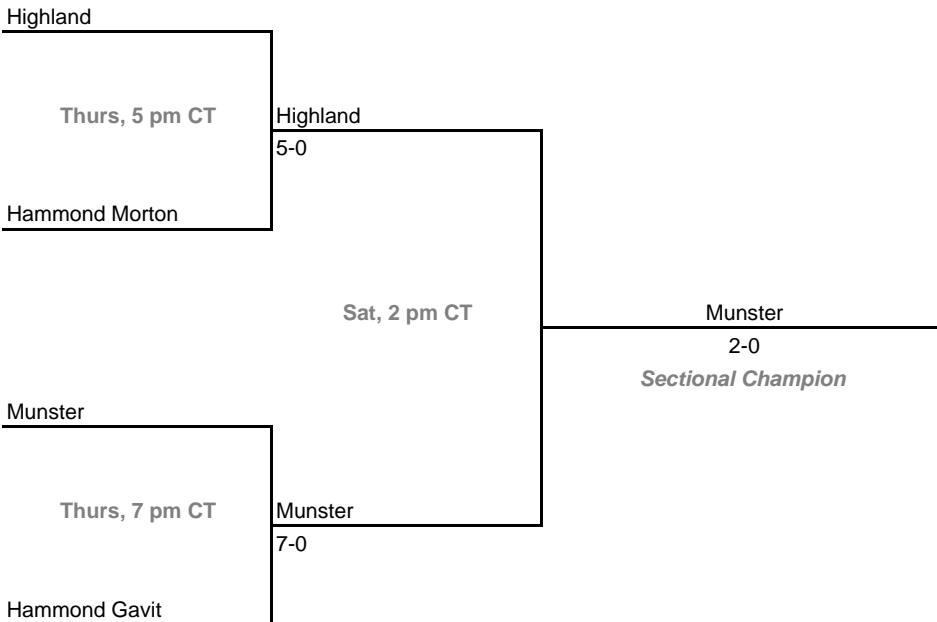 Highland
Thurs, 5 pm CT
Highland
5-0
Hammond Morton
Sat, 2 pm CT
Munster
2-0
Sectional Champion
Munster
Thurs, 7 pm CT
Munster
7-0
Hammond Gavit